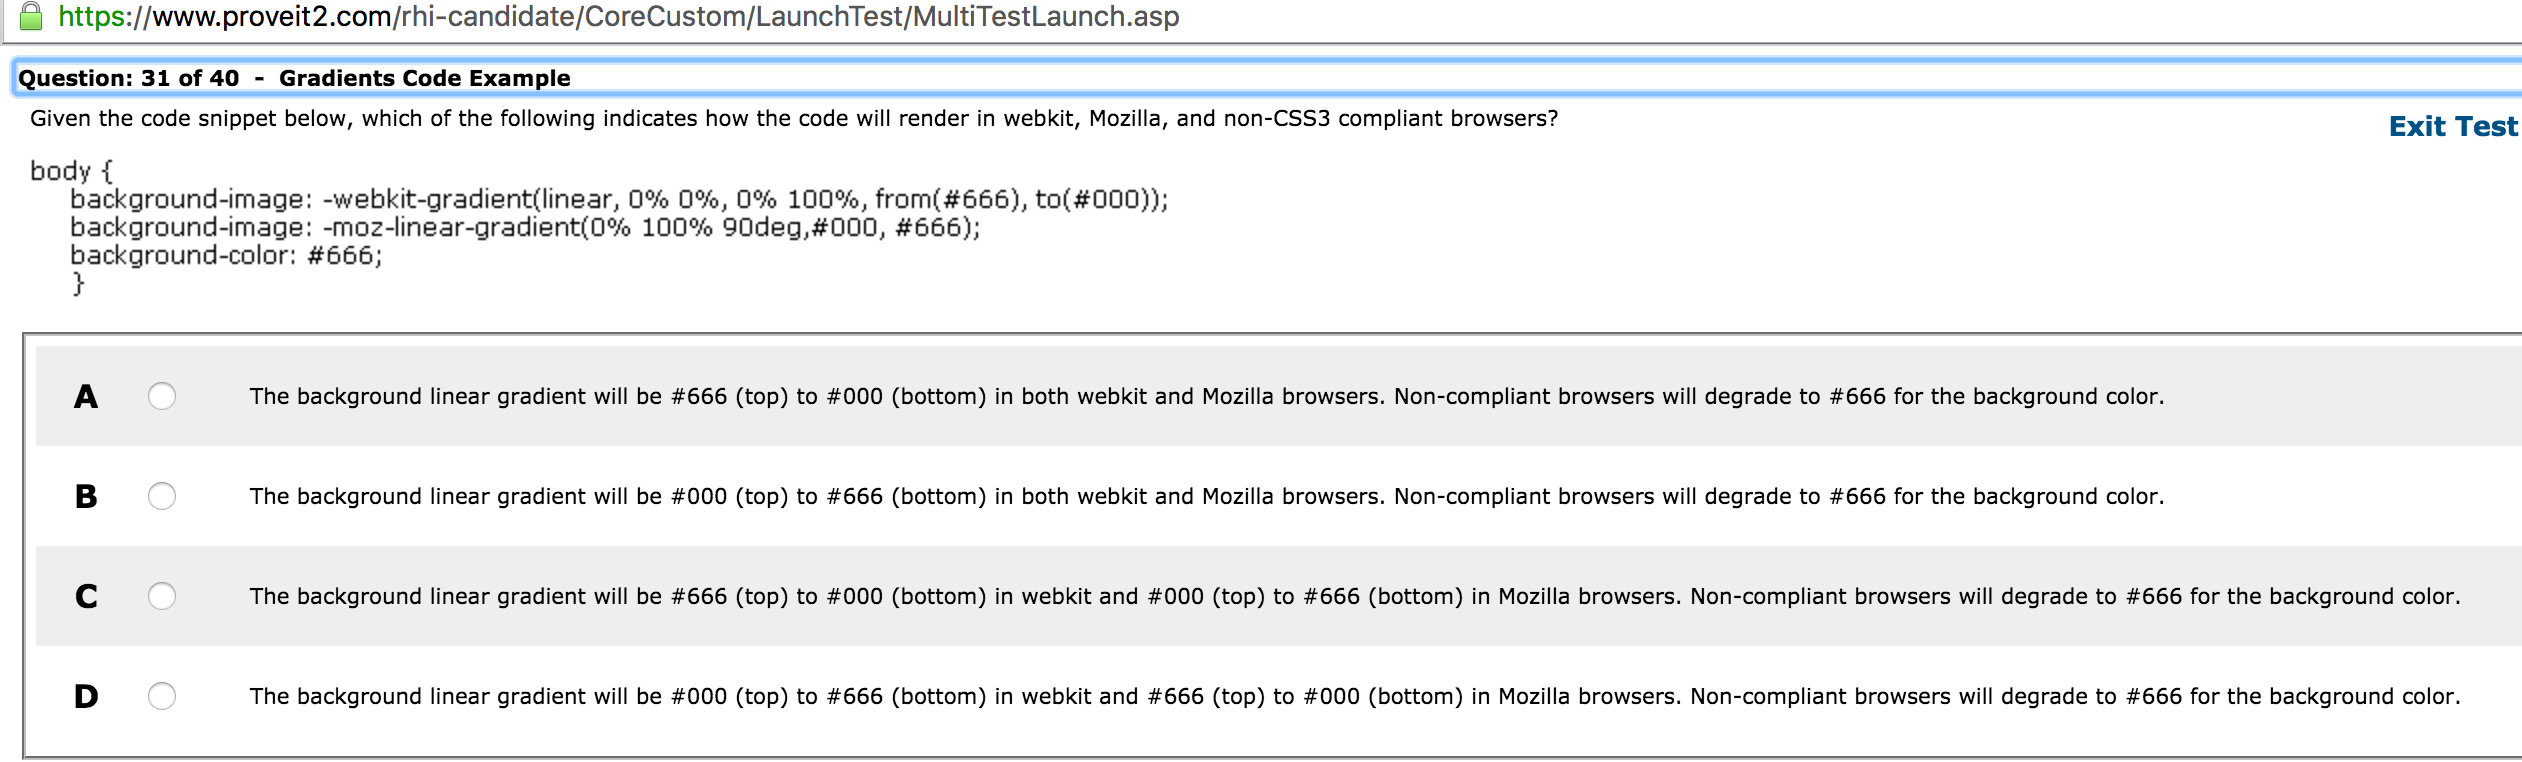 https://www.proveit2.com/rhi-candidate/CoreCustom/LaunchTest/MultiTestLaunch.asp
Question: 31 of 40 - Gradients Code Example
Given the code snippet below, which of the following indicates how the code will render in webkit, Mozilla, and non-CSS3 compliant browsers?
Exit Test
body {
background-image: -webkit-gradient(linear, 0% 0%, 0% 100%, from(#666), to(#000));
background-image: -moz-linear-gradient(0% 100% 90deg,#000, #666);
background-color: #666;
}
A The background linear gradient will be #666 (top) to #000 (bottom) in both webkit and Mozilla browsers. Non-compliant browsers will degrade to #666 for the background color.
B The background linear gradient will be #000 (top) to #666 (bottom) in both webkit and Mozilla browsers. Non-compliant browsers will degrade to #666 for the background color.
C The background linear gradient will be #666 (top) to #000 (bottom) in webkit and #000 (top) to #666 (bottom) in Mozilla browsers. Non-compliant browsers will degrade to #666 for the background color.
D The background linear gradient will be #000 (top) to #666 (bottom) in webkit and #666 (top) to #000 (bottom) in Mozilla browsers. Non-compliant browsers will degrade to #666 for the background color.